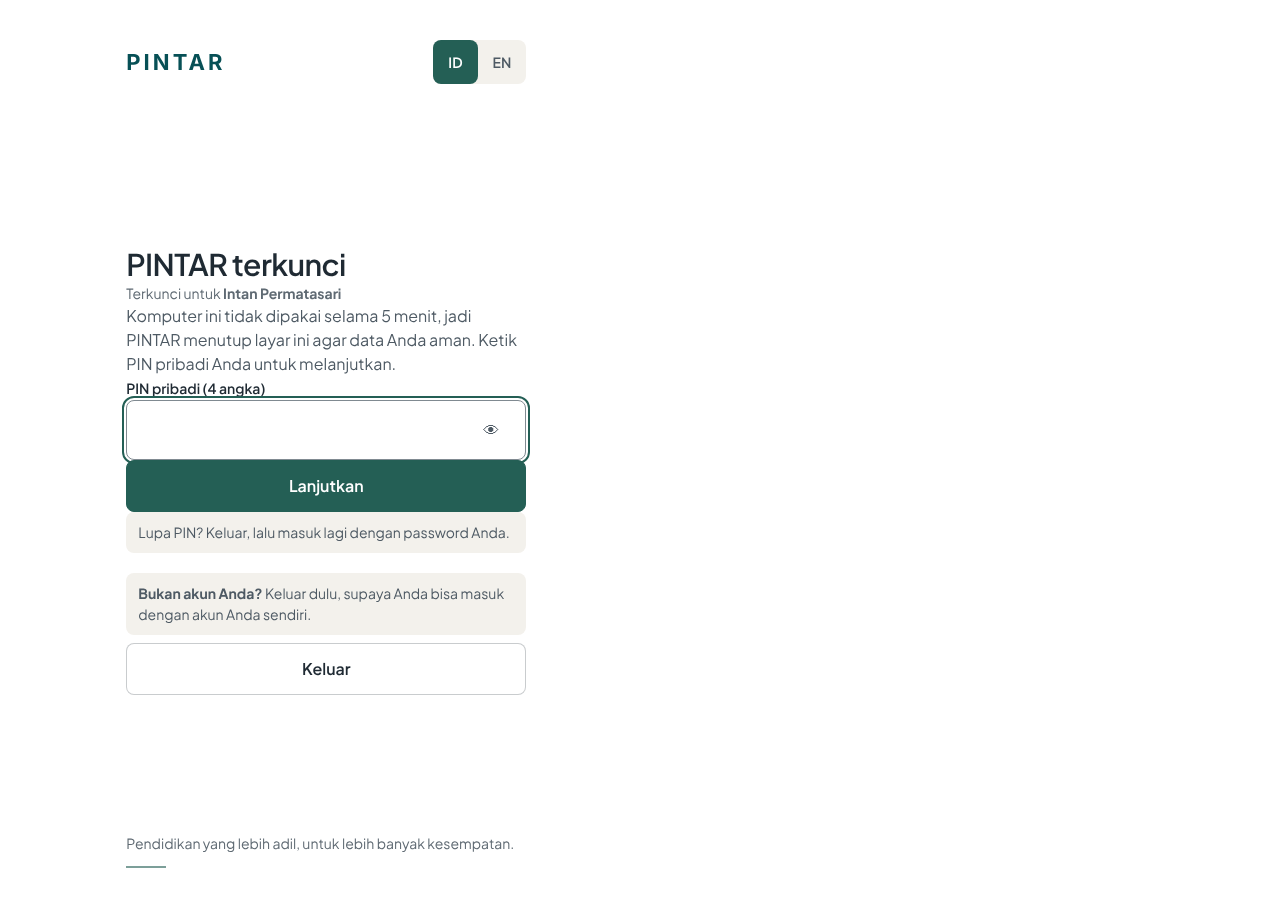 PINTAR
ID
EN
PINTAR terkunci
Terkunci untuk Intan Permatasari
Komputer ini tidak dipakai selama 5 menit, jadi
PINTAR menutup layar ini agar data Anda aman. Ketik
PIN pribadi Anda untuk melanjutkan.
PIN pribadi (4 angka)
Lanjutkan
Lupa PIN? Keluar, lalu masuk lagi dengan password Anda.
Bukan akun Anda? Keluar dulu, supaya Anda bisa masuk
dengan akun Anda sendiri.
Keluar
Pendidikan yang lebih adil, untuk lebih banyak kesempatan.